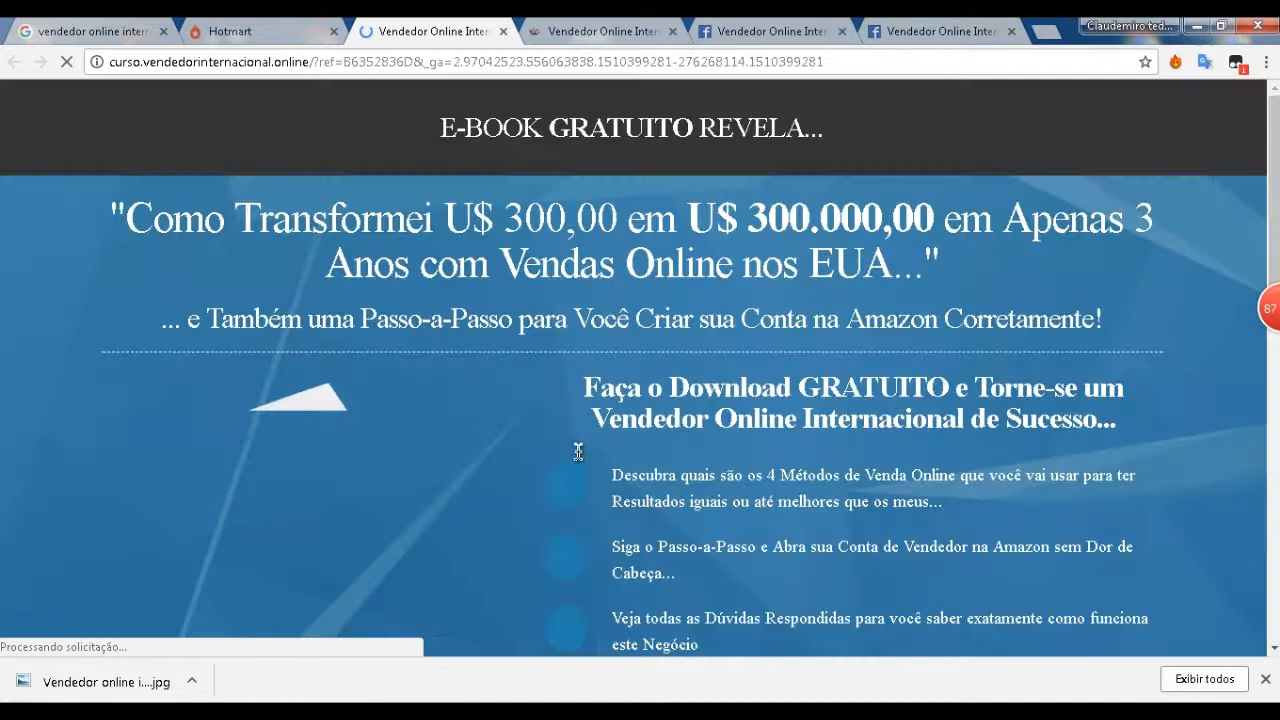 vendedor online intern
Hotmart
Vendedor Online Inter
Vendedor Online Inter
Vendedor Online Inter
Vendedor Online Inter
Claudemiro ted...
curso.vendedorinternacional.online/?ref=B6352836D&_ga=2.97042523.556063838.1510399281-276268114.1510399281
1
E-BOOK GRATUITO REVELA...
"Como Transformei U$ 300,00 em U$ 300.000,00 em Apenas 3
Anos com Vendas Online nos EUA..."
... e Também uma Passo-a-Passo para Você Criar sua Conta na Amazon Corretamente!
87
Faça o Download GRATUITO e Torne-se um
Vendedor Online Internacional de Sucesso...
Descubra quais são os 4 Métodos de Venda Online que você vai usar para ter
Resultados iguais ou até melhores que os meus...
Siga o Passo-a-Passo e Abra sua Conta de Vendedor na Amazon sem Dor de
Cabeça...
Veja todas as Dúvidas Respondidas para você saber exatamente como funciona
este Negócio
Processando solicitação...
Vendedor online i....jpg
Exibir todos